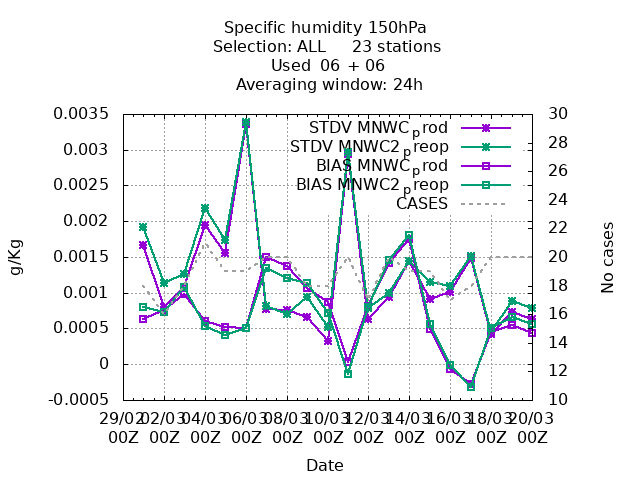 Specific humidity 150hPa
Selection: ALL 23 stations
Used 06 + 06
Averaging window: 24h
0.0035
0.003
0.0025
0.002
0.0015
0.001
0.0005
0
-0.0005
g/Kg
STDV MNWC_prod
STDV MNWC2_preop
BIAS MNWC_prod
BIAS MNWC2_preop
CASES
30
28
26
24
22
20
18
16
14
12
10
No cases
29/02 02/03 04/03 06/03 08/03 10/03 12/03 14/03 16/03 18/03 20/03
00Z 00Z 00Z 00Z 00Z 00Z 00Z 00Z 00Z 00Z 00Z
Date